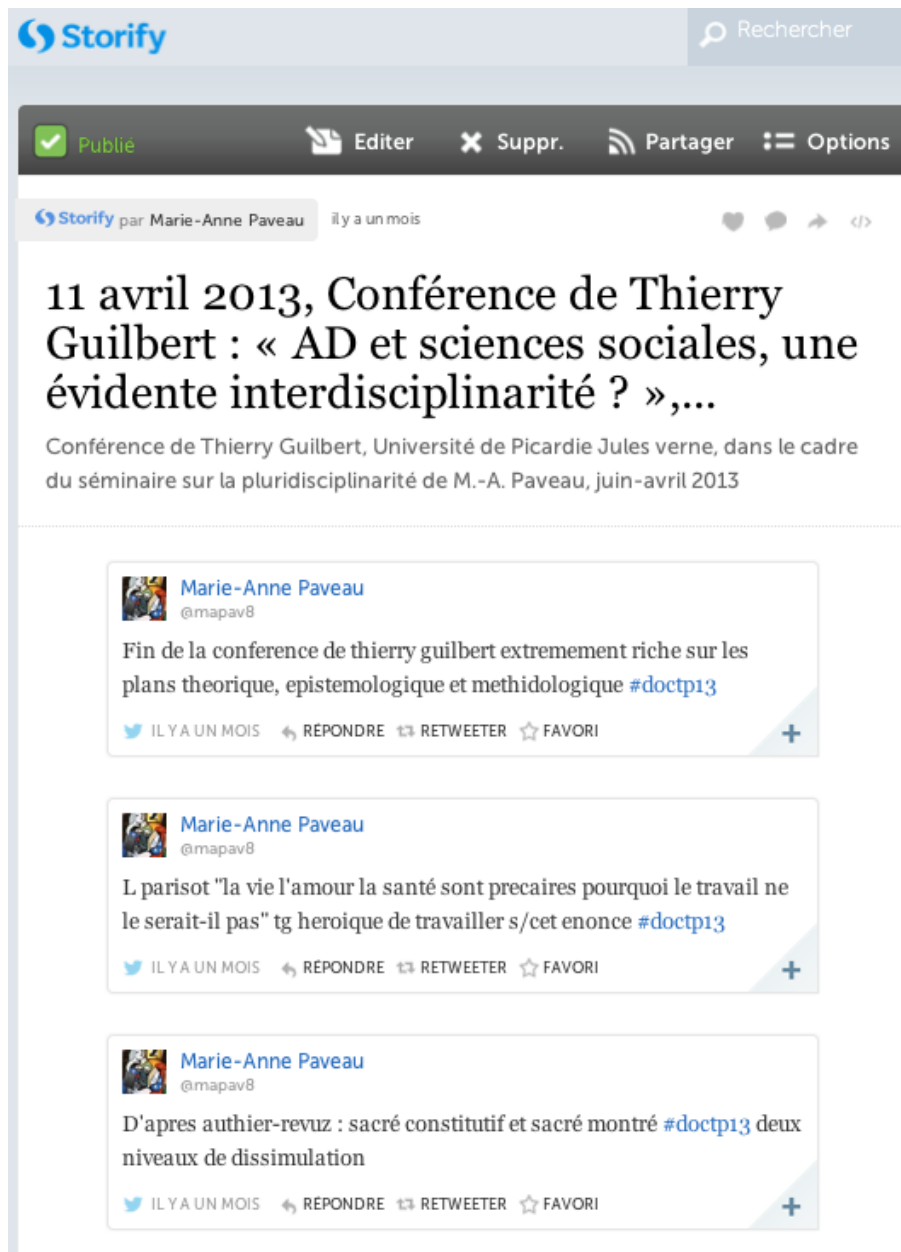 Storify
Rechercher
Publié
Editer
Suppr.
Partager
Options
Storify par Marie-Anne Paveau
il y a un mois
11 avril 2013, Conférence de Thierry
Guilbert : « AD et sciences sociales, une
évidente interdisciplinarité ? »,...
Conférence de Thierry Guilbert, Université de Picardie Jules verne, dans le cadre
du séminaire sur la pluridisciplinarité de M.-A. Paveau, juin-avril 2013
Marie-Anne Paveau
@mapav8
Fin de la conference de thierry guilbert extremement riche sur les
plans theorique, epistemologique et methidologique #doctp13
IL Y A UN MOIS RÉPONDRE RETWEETER FAVORI
Marie-Anne Paveau
@mapav8
L parisot "la vie l'amour la santé sont precaires pourquoi le travail ne
le serait-il pas" tg heroique de travailler s/cet enonce #doctp13
IL Y A UN MOIS RÉPONDRE RETWEETER FAVORI
Marie-Anne Paveau
@mapav8
D'apres authier-revuz : sacré constitutif et sacré montré #doctp13 deux
niveaux de dissimulation
IL Y A UN MOIS RÉPONDRE RETWEETER FAVORI